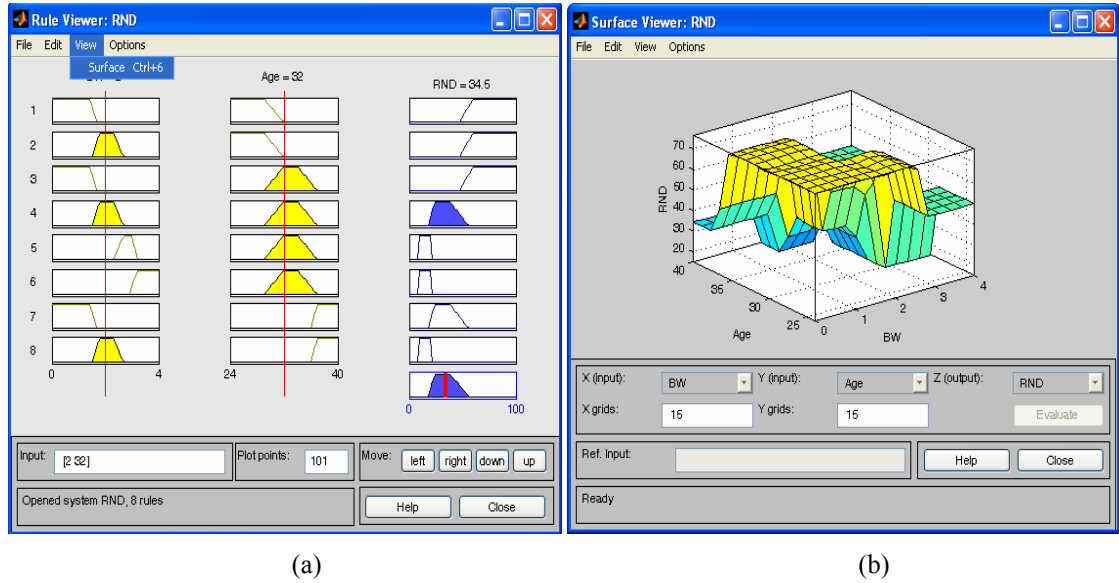 Rule Viewer: RND
File Edit View Options
Surface Ctrl+6
Age = 32
RND = 34.5
1
2
3
4
5
6
7
8
0 4
24 40
0 100
Input: [2 32]
Plot points: 101
Move: left right down up
Opened system RND, 8 rules
Help Close
(a)
Surface Viewer: RND
File Edit View Options
70
60
50
40
30
20
RND
40
35
30
25
Age
0
1
2
3
4
BW
X (input): BW Y (input): Age Z (output): RND
X grids: 15 Y grids: 15 Evaluate
Ref. Input: Help Close
Ready
(b)